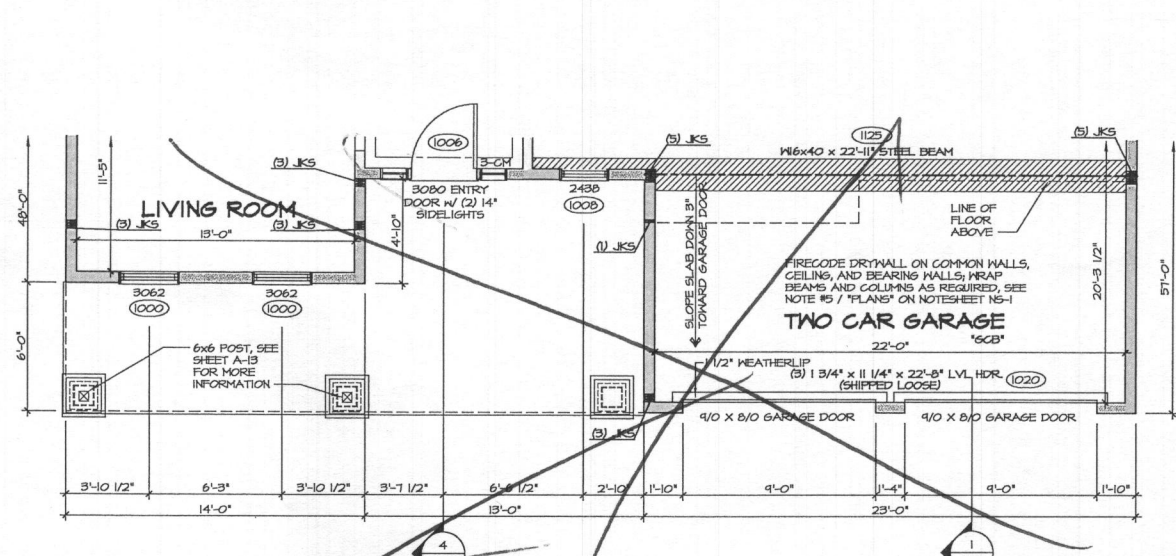 1006
(5) JKS
1125
(5) JKS
W16x40 x 22'-11" STEEL BEAM
(3) JKS
3-CM
11'-5"
48'-0"
3080 ENTRY
DOOR W/ (2) 14"
SIDELIGHTS
2438
1008
LIVING ROOM
(3) JKS
(3) JKS
13'-0"
4'-10"
(1) JKS
SLOPE SLAB DOWN 3"
TOWARD GARAGE DOOR
LINE OF
FLOOR
ABOVE
20'-3 1/2"
57'-0"
FIRECODE DRYWALL ON COMMON WALLS,
CEILING, AND BEARING WALLS; WRAP
BEAMS AND COLUMNS AS REQUIRED, SEE
NOTE #5 / "PLANS" ON NOTESHEET NS-1
TWO CAR GARAGE
"GCB"
22'-0"
3062
1000
3062
1000
6'-0"
6x6 POST, SEE
SHEET A-13
FOR MORE
INFORMATION
1 1/2" WEATHERLIP
(3) 1 3/4" x 11 1/4" x 22'-8" LVL HDR.
(SHIPPED LOOSE)
1020
9/0 X 8/0 GARAGE DOOR
9/0 X 8/0 GARAGE DOOR
(3) JKS
3'-10 1/2"
6'-3"
3'-10 1/2"
3'-7 1/2"
6'-6 1/2"
2'-10"
1'-10"
9'-0"
1'-4"
9'-0"
1'-10"
14'-0"
13'-0"
23'-0"
4
1